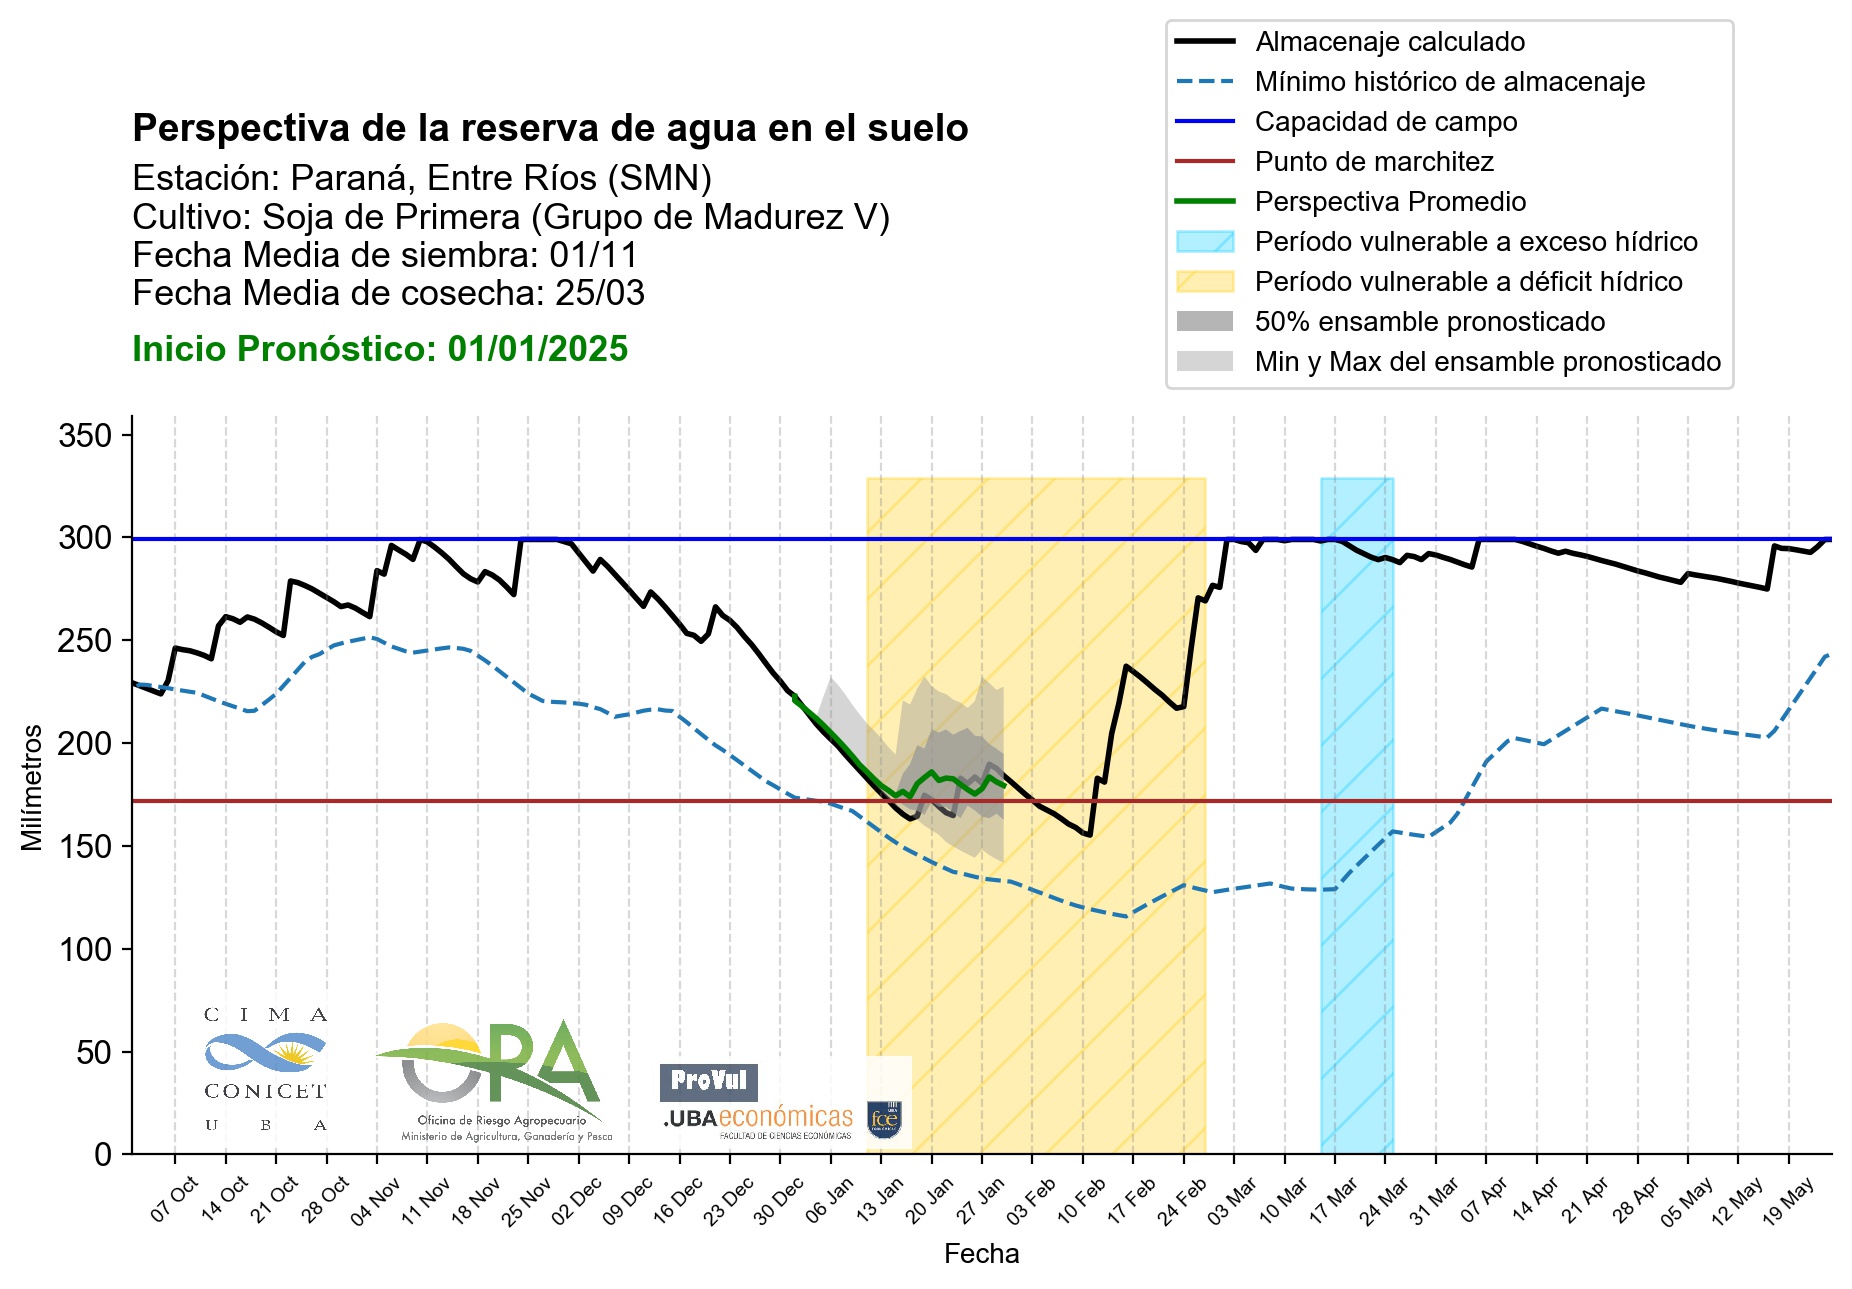 Almacenaje calculado
Mínimo histórico de almacenaje
Capacidad de campo
Punto de marchitez
Perspectiva Promedio
Período vulnerable a exceso hídrico
Período vulnerable a déficit hídrico
50% ensamble pronosticado
Min y Max del ensamble pronosticado
Perspectiva de la reserva de agua en el suelo
Estación: Paraná, Entre Ríos (SMN)
Cultivo: Soja de Primera (Grupo de Madurez V)
Fecha Media de siembra: 01/11
Fecha Media de cosecha: 25/03
Inicio Pronóstico: 01/01/2025
Milímetros
350
300
250
200
150
100
50
0
CIMA
CONICET
UBA
OPA
Oficina de Riesgo Agropecuario
Ministerio de Agricultura, Ganadería y Pesca
ProVul
.UBAeconómicas
FACULTAD DE CIENCIAS ECONÓMICAS
UBA
fce
07 Oct
14 Oct
21 Oct
28 Oct
04 Nov
11 Nov
18 Nov
25 Nov
02 Dec
09 Dec
16 Dec
23 Dec
30 Dec
06 Jan
13 Jan
20 Jan
27 Jan
03 Feb
10 Feb
17 Feb
24 Feb
03 Mar
10 Mar
17 Mar
24 Mar
31 Mar
07 Apr
14 Apr
21 Apr
28 Apr
05 May
12 May
19 May
Fecha